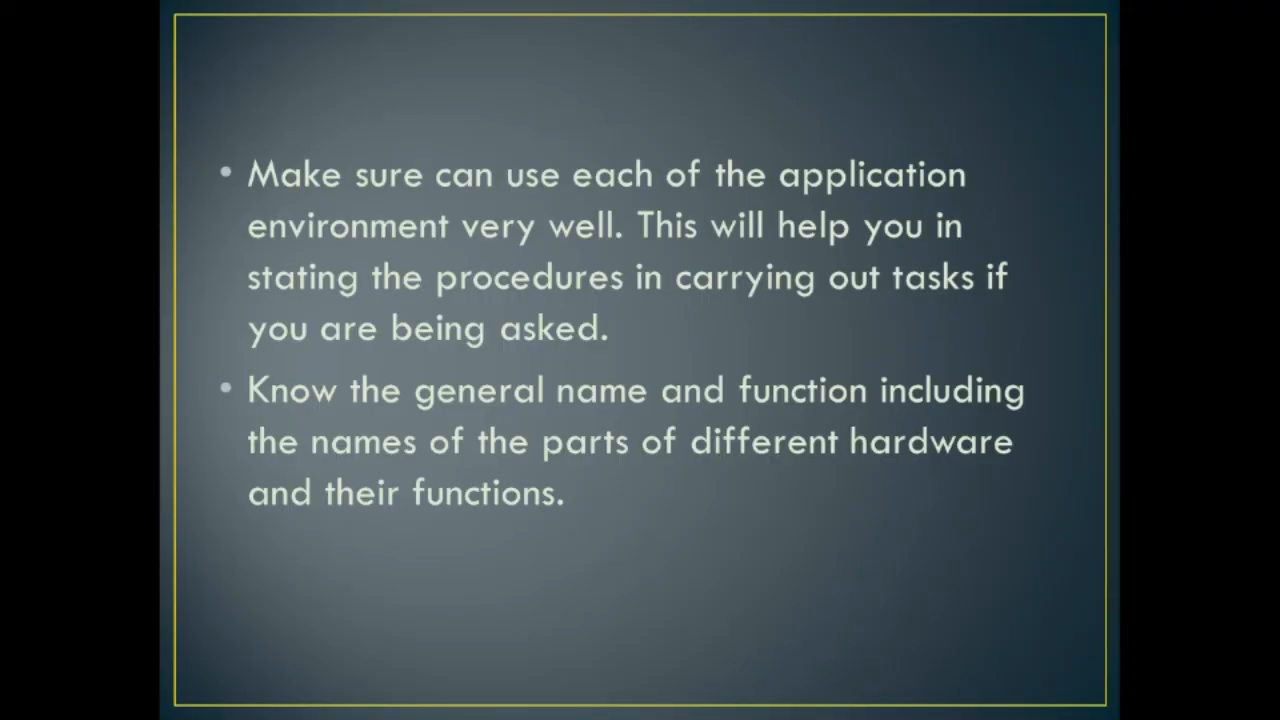 • Make sure can use each of the application
environment very well. This will help you in
stating the procedures in carrying out tasks if
you are being asked.
• Know the general name and function including
the names of the parts of different hardware
and their functions.